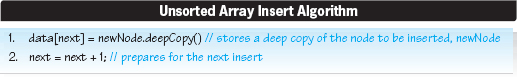 Unsorted Array Insert Algorithm
1. data[next] = newNode.deepCopy() // stores a deep copy of the node to be inserted, newNode
2. next = next + 1; // prepares for the next insert